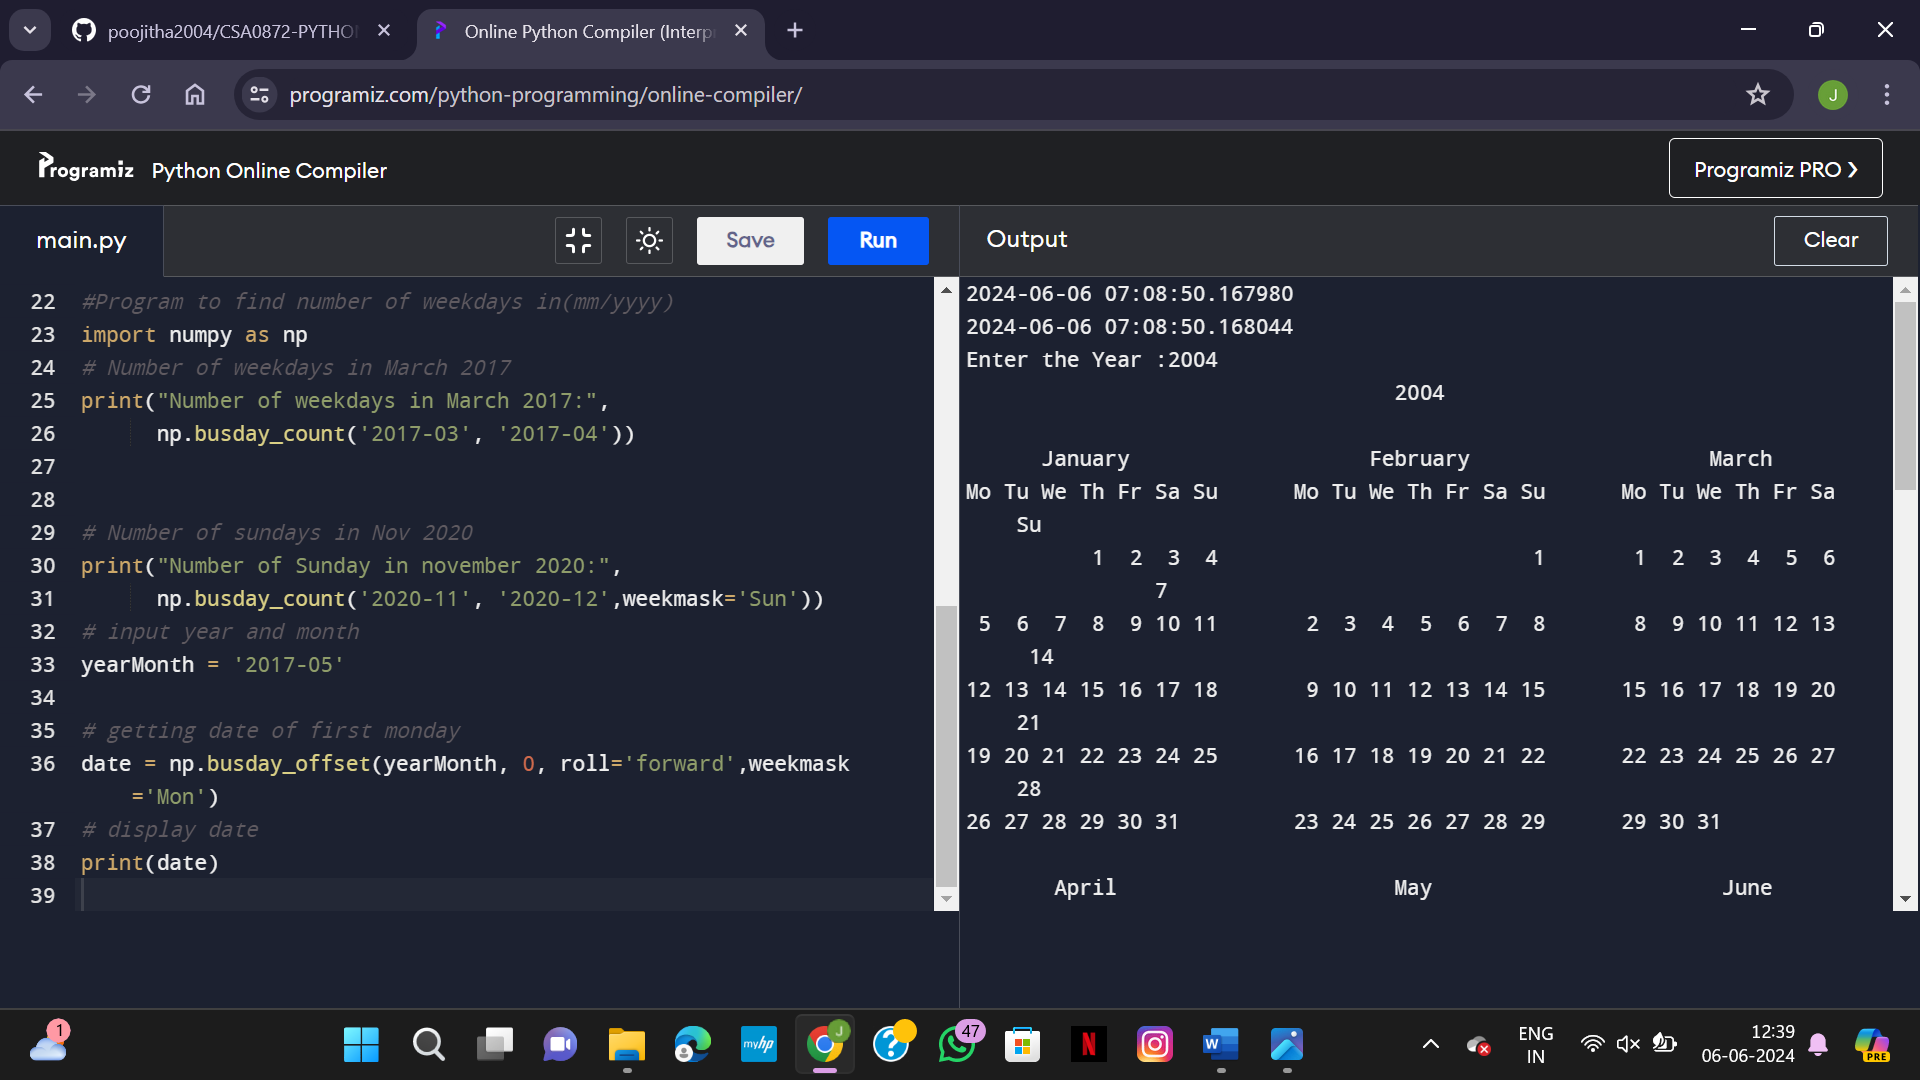 poojitha2004/CSA0872-PYTHO
Online Python Compiler (Interp
programiz.com/python-programming/online-compiler/
J
Programiz Python Online Compiler
Programiz PRO ❯
main.py
Save
Run
22 #Program to find number of weekdays in(mm/yyyy)
23 import numpy as np
24 # Number of weekdays in March 2017
25 print("Number of weekdays in March 2017:",
26 np.busday_count('2017-03', '2017-04'))
27
28
29 # Number of sundays in Nov 2020
30 print("Number of Sunday in november 2020:",
31 np.busday_count('2020-11', '2020-12',weekmask='Sun'))
32 # input year and month
33 yearMonth = '2017-05'
34
35 # getting date of first monday
36 date = np.busday_offset(yearMonth, 0, roll='forward',weekmask
='Mon')
37 # display date
38 print(date)
39
Output
Clear
2024-06-06 07:08:50.167980
2024-06-06 07:08:50.168044
Enter the Year :2004
2004
January February March
Mo Tu We Th Fr Sa Su Mo Tu We Th Fr Sa Su Mo Tu We Th Fr Sa
Su
1 2 3 4 1 1 2 3 4 5 6
7
5 6 7 8 9 10 11 2 3 4 5 6 7 8 8 9 10 11 12 13
14
12 13 14 15 16 17 18 9 10 11 12 13 14 15 15 16 17 18 19 20
21
19 20 21 22 23 24 25 16 17 18 19 20 21 22 22 23 24 25 26 27
28
26 27 28 29 30 31 23 24 25 26 27 28 29 29 30 31
April May June
1
myhp
J
?
47
N
W
ENG
IN
12:39
06-06-2024
PRE